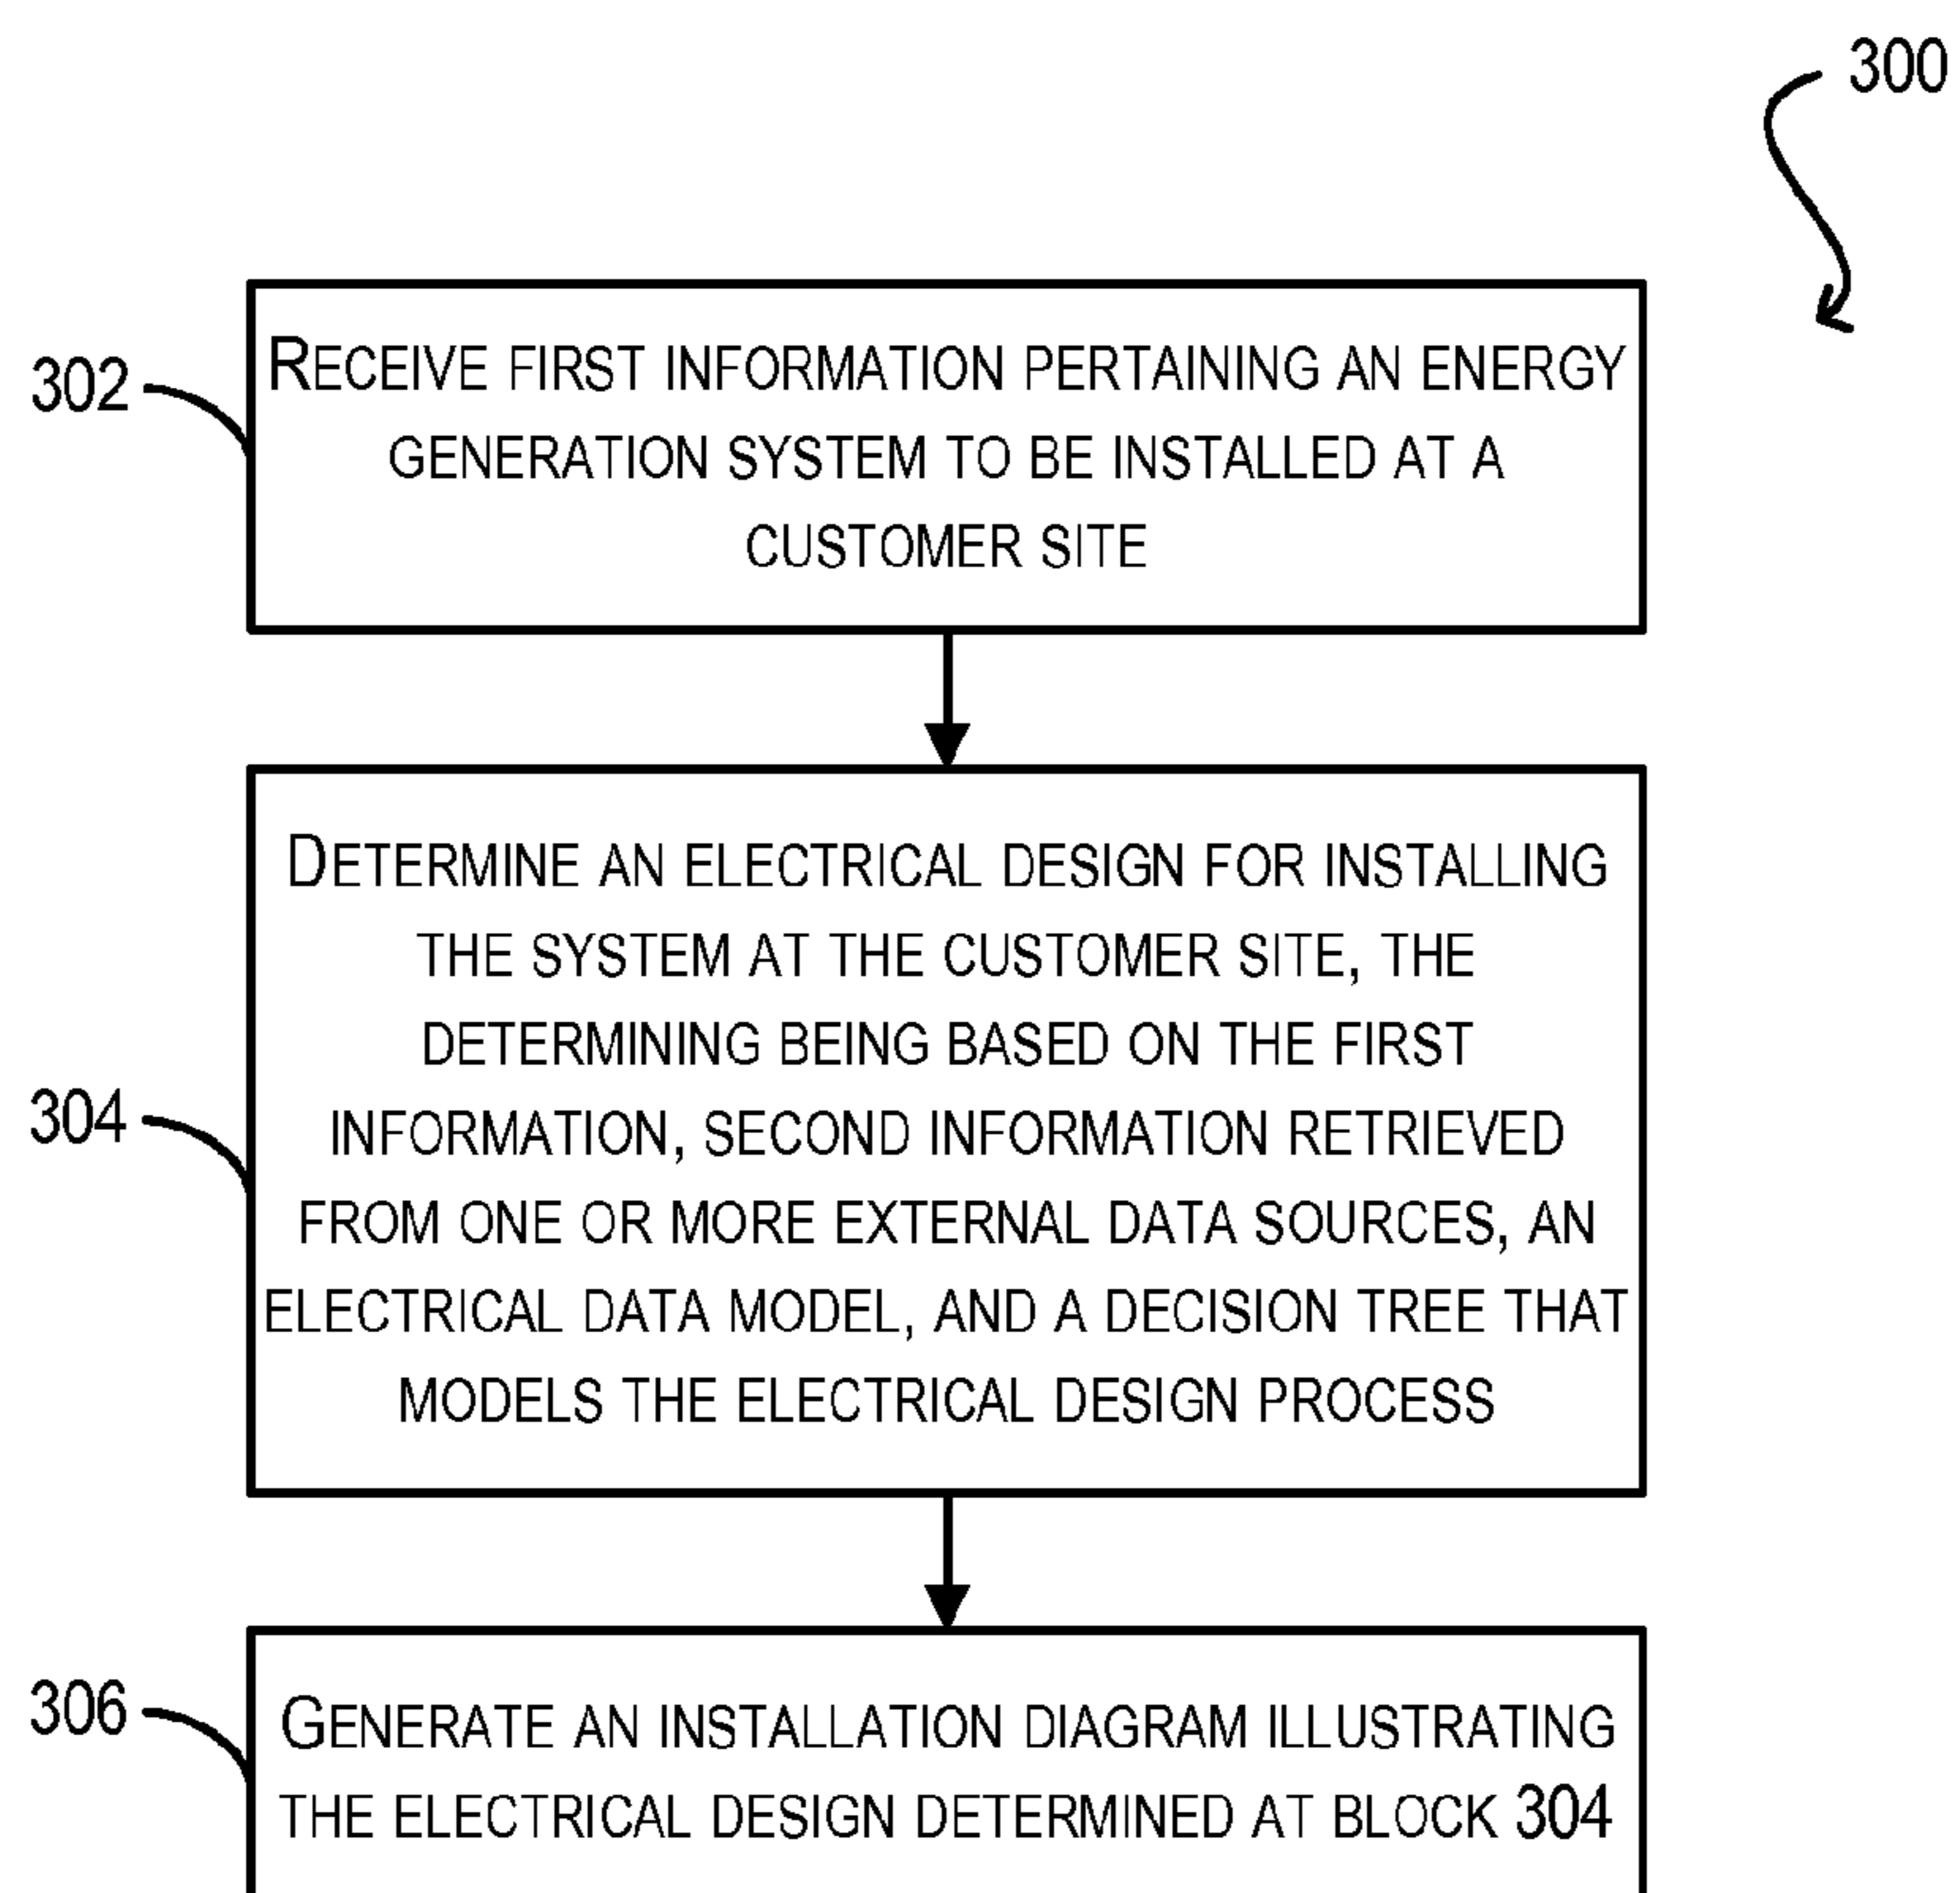 300
302
RECEIVE FIRST INFORMATION PERTAINING AN ENERGY
GENERATION SYSTEM TO BE INSTALLED AT A
CUSTOMER SITE
304
DETERMINE AN ELECTRICAL DESIGN FOR INSTALLING
THE SYSTEM AT THE CUSTOMER SITE, THE
DETERMINING BEING BASED ON THE FIRST
INFORMATION, SECOND INFORMATION RETRIEVED
FROM ONE OR MORE EXTERNAL DATA SOURCES, AN
ELECTRICAL DATA MODEL, AND A DECISION TREE THAT
MODELS THE ELECTRICAL DESIGN PROCESS
306
GENERATE AN INSTALLATION DIAGRAM ILLUSTRATING
THE ELECTRICAL DESIGN DETERMINED AT BLOCK 304